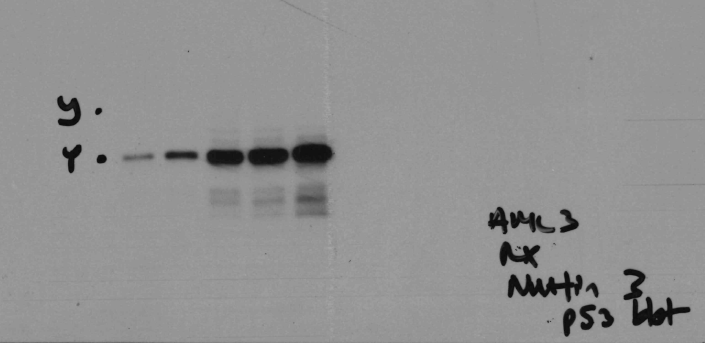 y .
Y .
AML3
RX
Nutlin 3
p53 blot